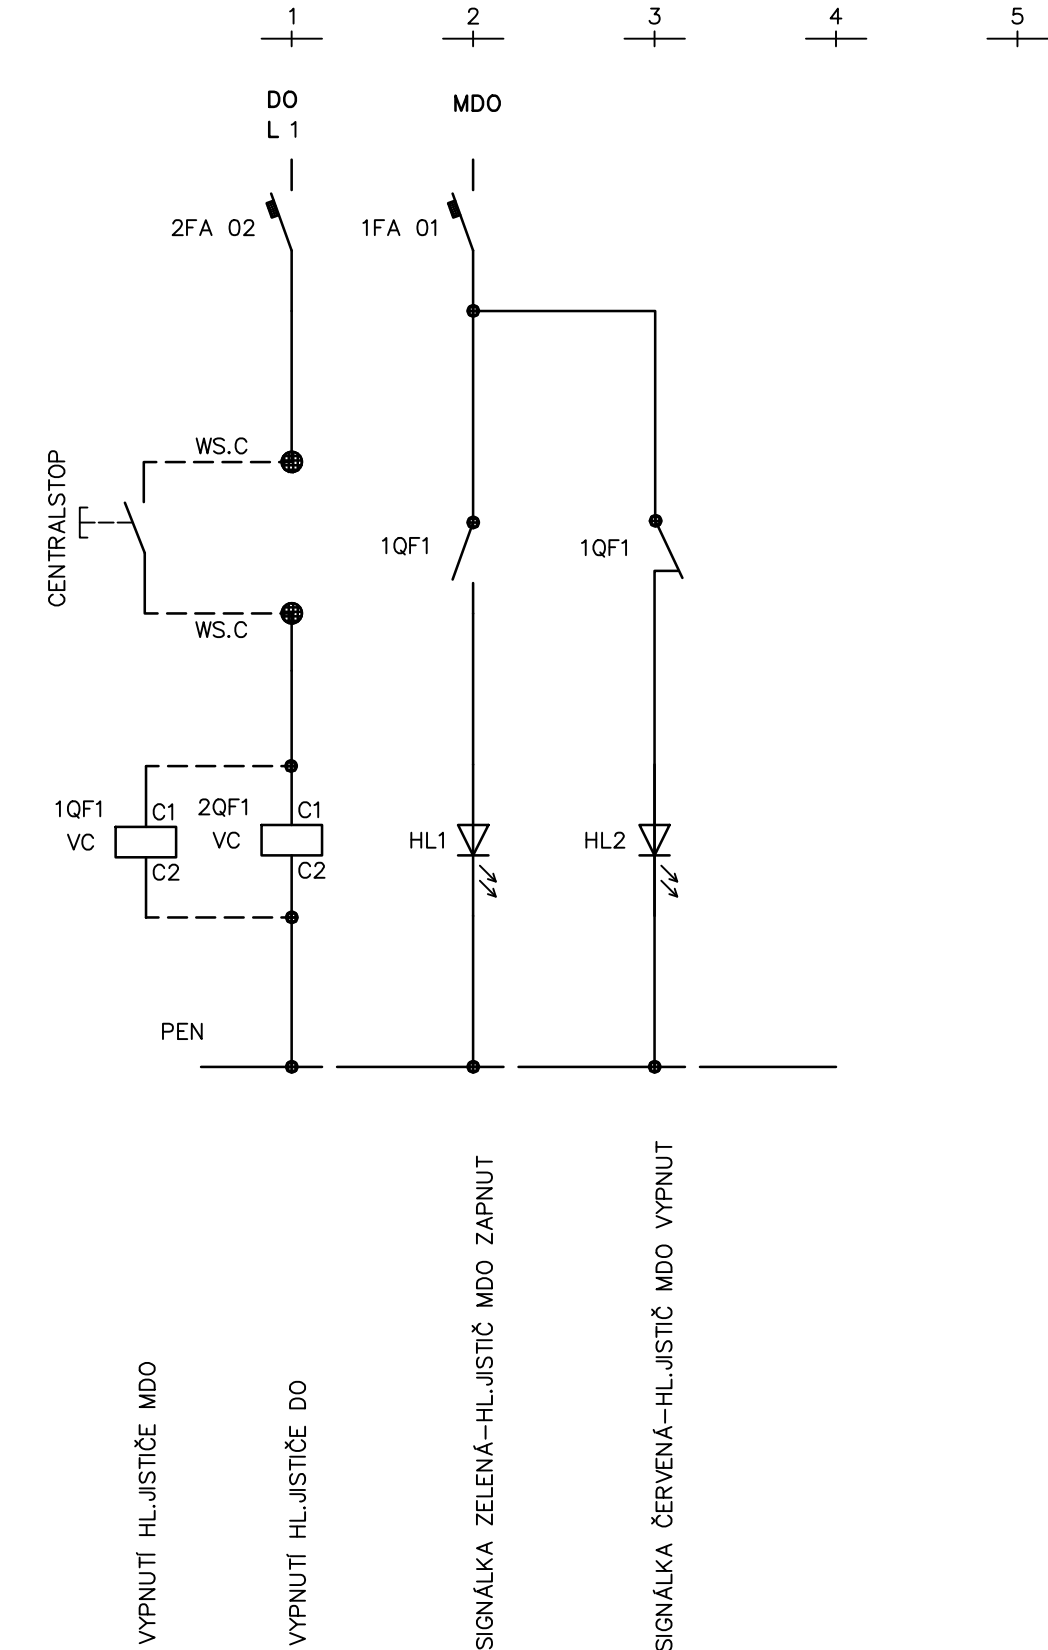 1
2
3
4
5
DO
L 1
MDO
2FA 02
1FA 01
WS.C
CENTRALSTOP
1QF1
1QF1
WS.C
1QF1
VC
C1
C2
2QF1
VC
C1
C2
HL1
HL2
PEN
VYPNUTÍ HL.JISTIČE MDO
VYPNUTÍ HL.JISTIČE DO
SIGNÁLKA ZELENÁ-HL.JISTIČ MDO ZAPNUT
SIGNÁLKA ČERVENÁ-HL.JISTIČ MDO VYPNUT